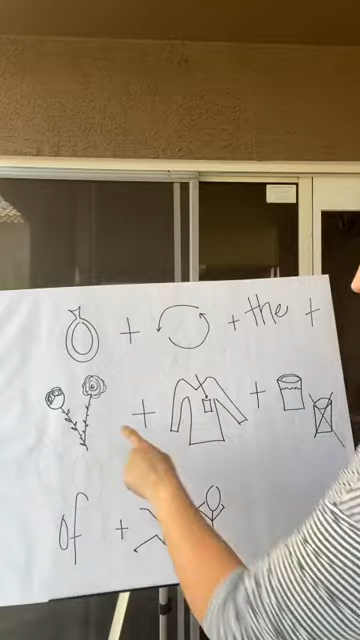 + + the +
+ +
of +